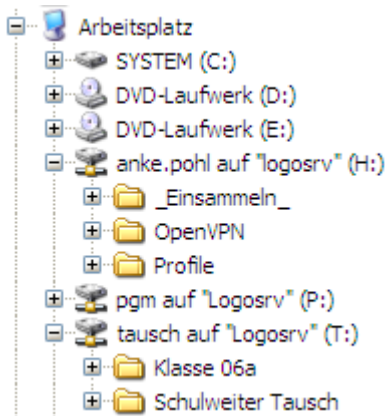 Arbeitsplatz
SYSTEM (C:)
DVD-Laufwerk (D:)
DVD-Laufwerk (E:)
anke.pohl auf "logosrv" (H:)
_Einsammeln_
OpenVPN
Profile
pgm auf "Logosrv" (P:)
tausch auf "Logosrv" (T:)
Klasse 06a
Schulweiter Tausch